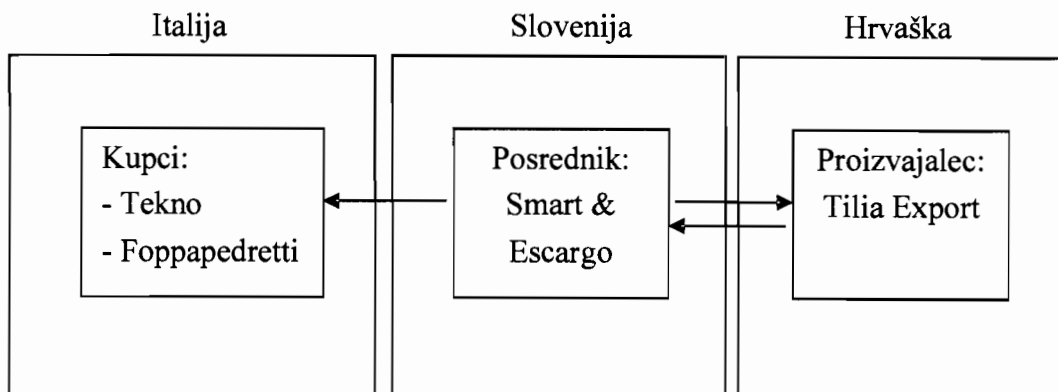 Italija
Slovenija
Hrvaška
Kupci:
- Tekno
- Foppapedretti
Posrednik:
Smart &
Escargo
Proizvajalec:
Tilia Export